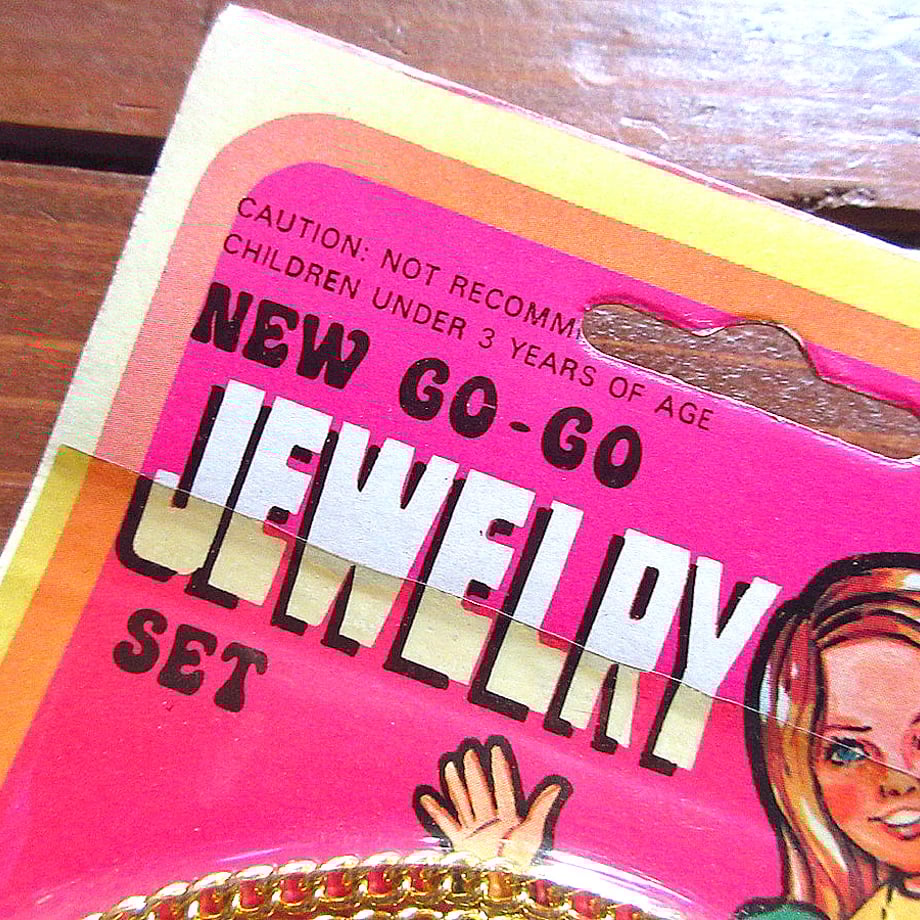 CAUTION: NOT RECOMM
CHILDREN UNDER 3 YEARS OF AGE
NEW GO-GO
JEWELRY
SET